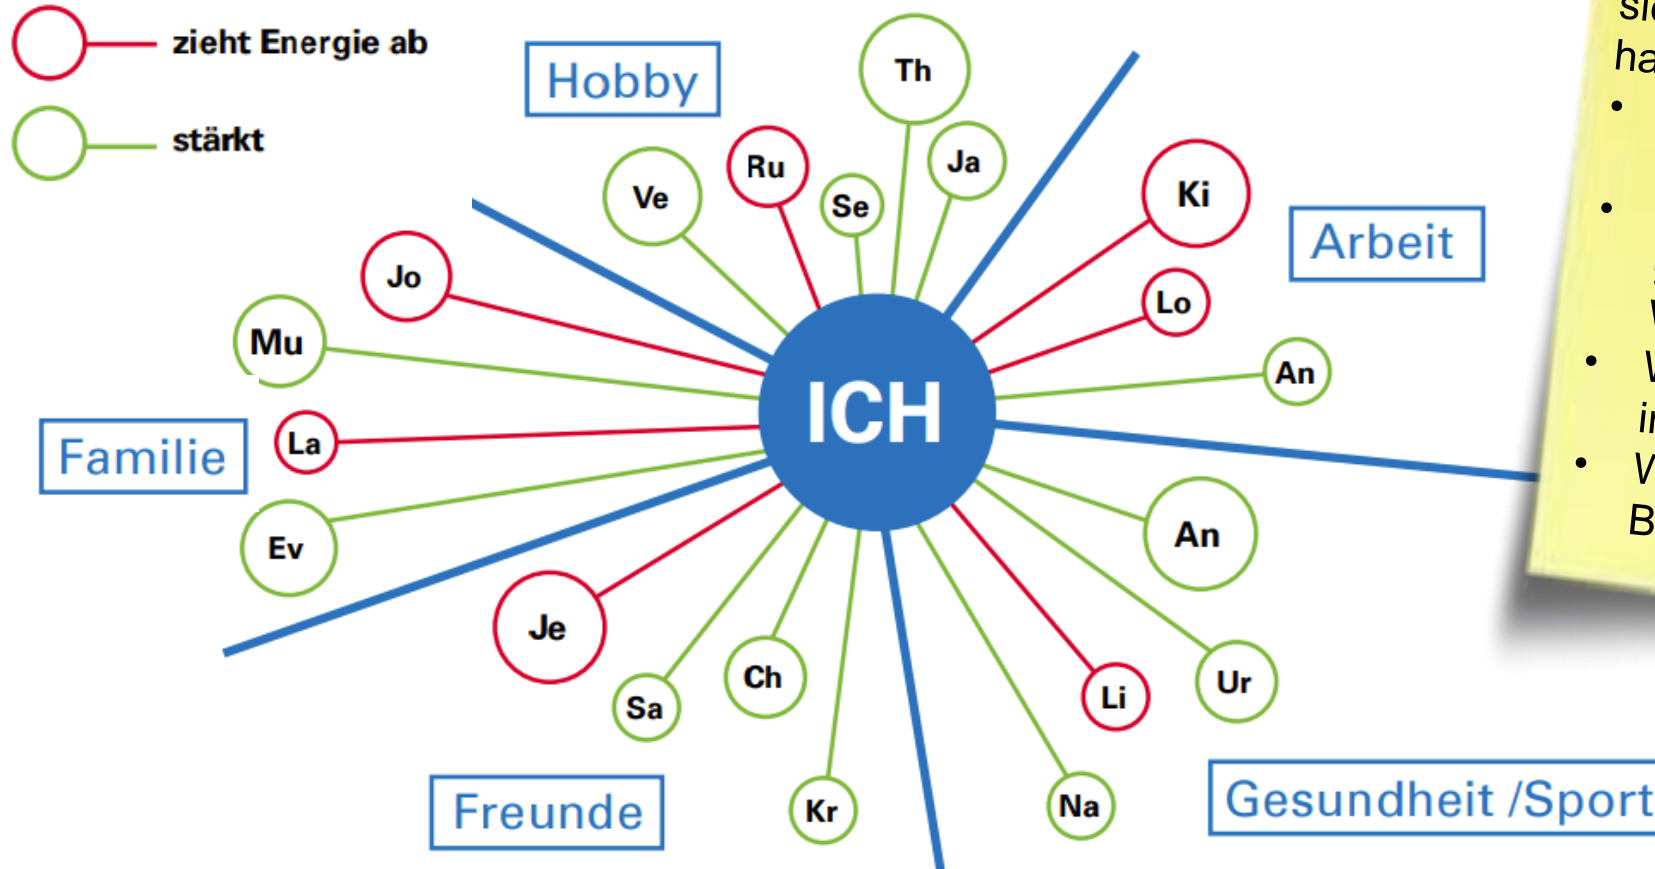 zieht Energie ab
stärkt
Hobby
Th
Ja
Ru
Ve
Se
Ki
Arbeit
Lo
An
Jo
Mu
La
Familie
Ev
ICH
An
Ur
Li
Na
Gesundheit /Sport
Je
Sa
Ch
Kr
Freunde
ha